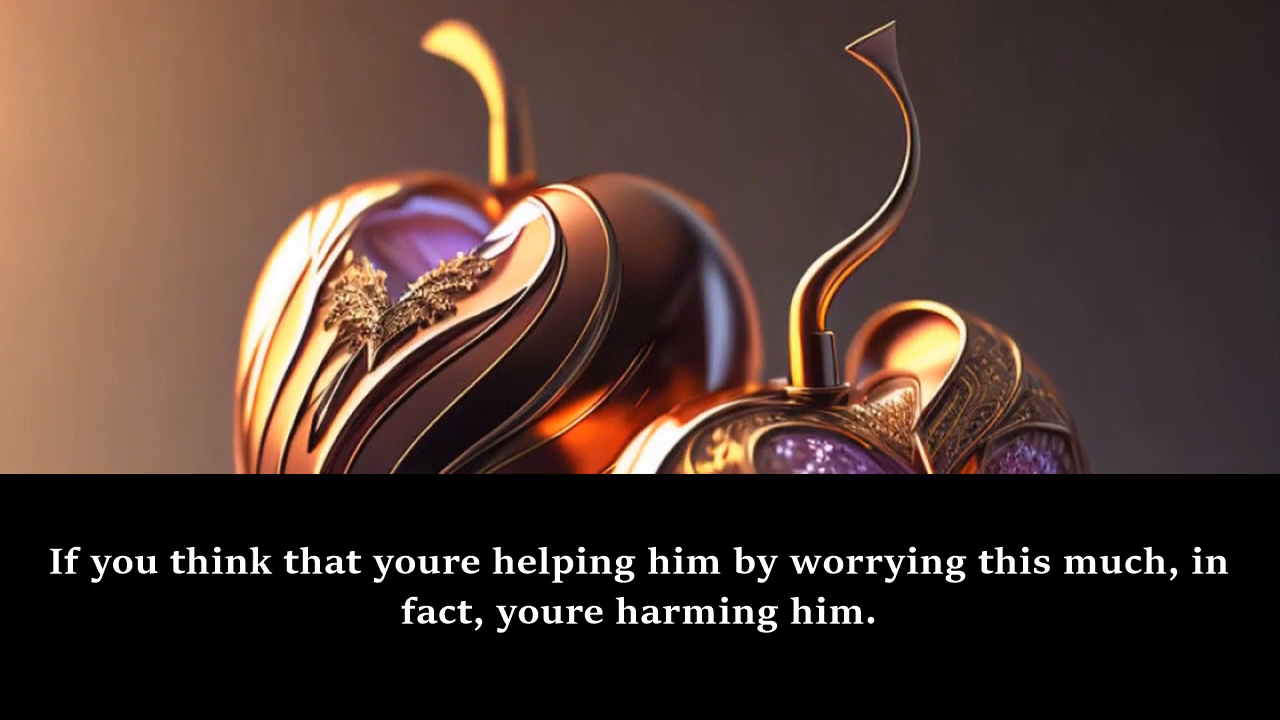 If you think that youre helping him by worrying this much, in
fact, youre harming him.